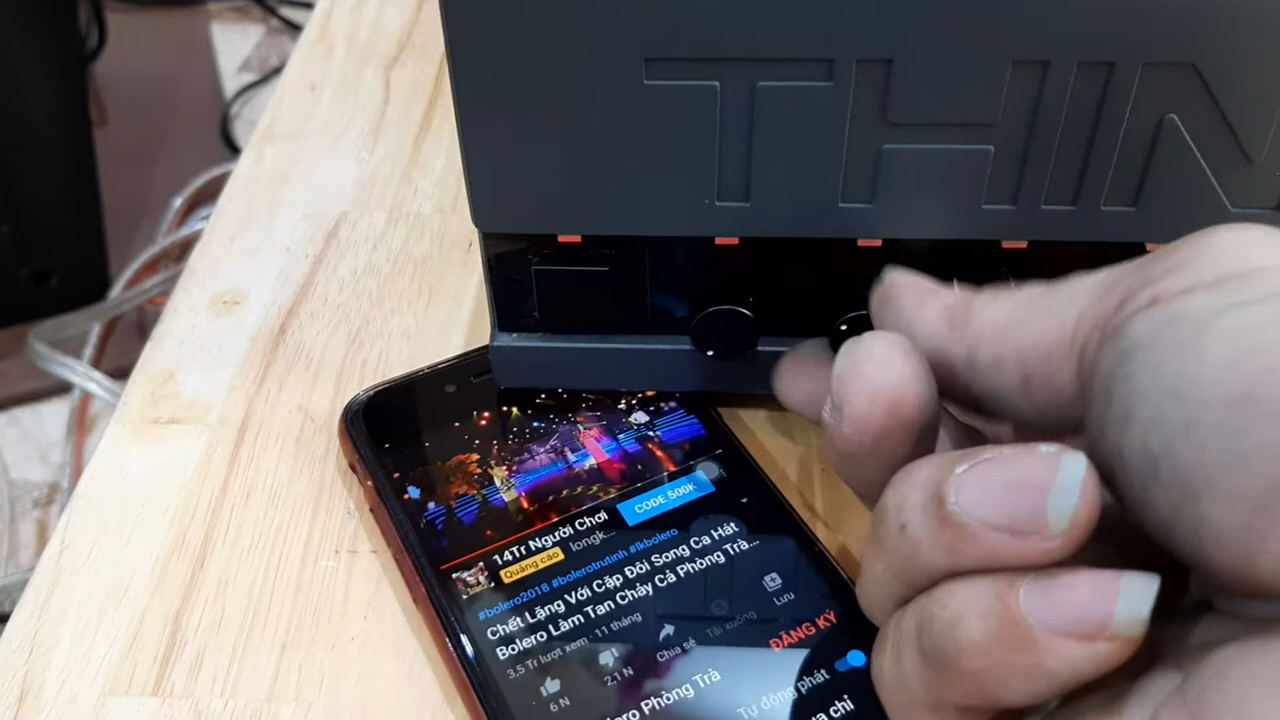 THIN
CODE 500K
14Tr Người Chơi
Quảng cáo longk...
#bolero2018 #bolerotrutinh #lkbolero
Chết Lặng Với Cặp Đôi Song Ca Hát
Bolero Làm Tan Chảy Cả Phòng Trà...
3,5 Tr lượt xem · 11 tháng
6 N
2,1 N
Chia sẻ
Tải xuống
Lưu
ĐĂNG KÝ
Phòng Trà
Tự động phát